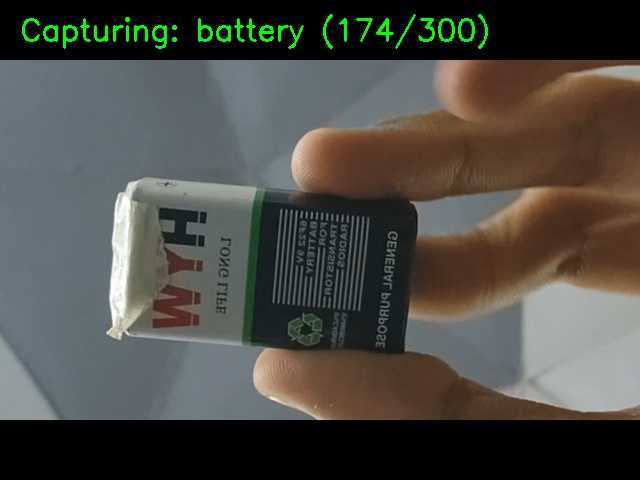 Capturing: battery (174/300)
LONG LIFE
6F22 9V
BATTERY
FOR
TRANSISTOR
RADIOS
GENERAL PURPOSE